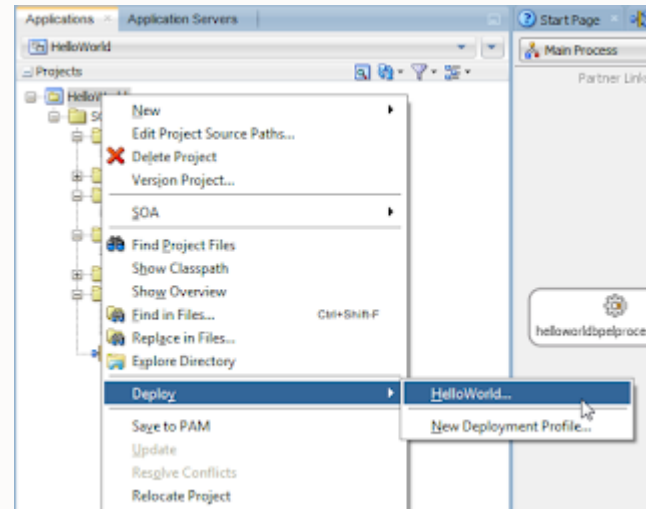 Applications
Application Servers
Start Page
HelloWorld
Main Process
Projects
Partner Link
New
Edit Project Source Paths...
Delete Project
Version Project...
SOA
Find Project Files
Show Classpath
Show Overview
Find in Files...
Ctrl+Shift-F
Replace in Files...
Explore Directory
helloworldbpelproce
Deploy
HelloWorld...
Save to PAM
New Deployment Profile...
Update
Resolve Conflicts
Relocate Project